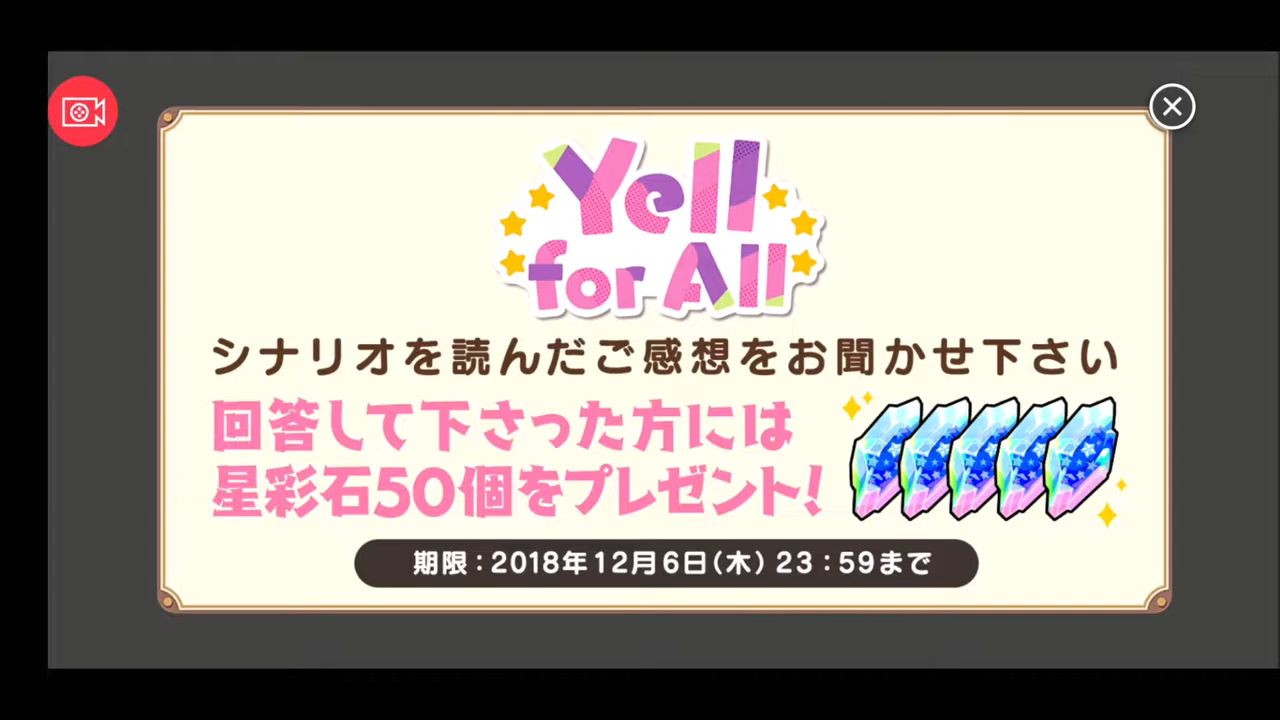 Yell
for All
シナリオを読んだご感想をお聞かせ下さい
回答して下さった方には
星彩石50個をプレゼント!
期限:2018年12月6日(木) 23:59まで